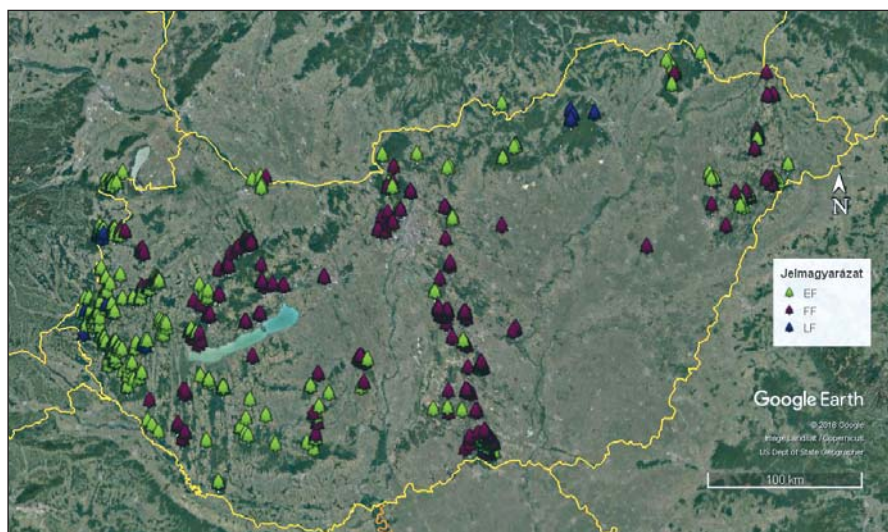 N
Jelmagyarázat
EF
FF
LF
Google Earth
© 2018 Google
Image Landsat / Copernicus
US Dept of State Geographer
100 km